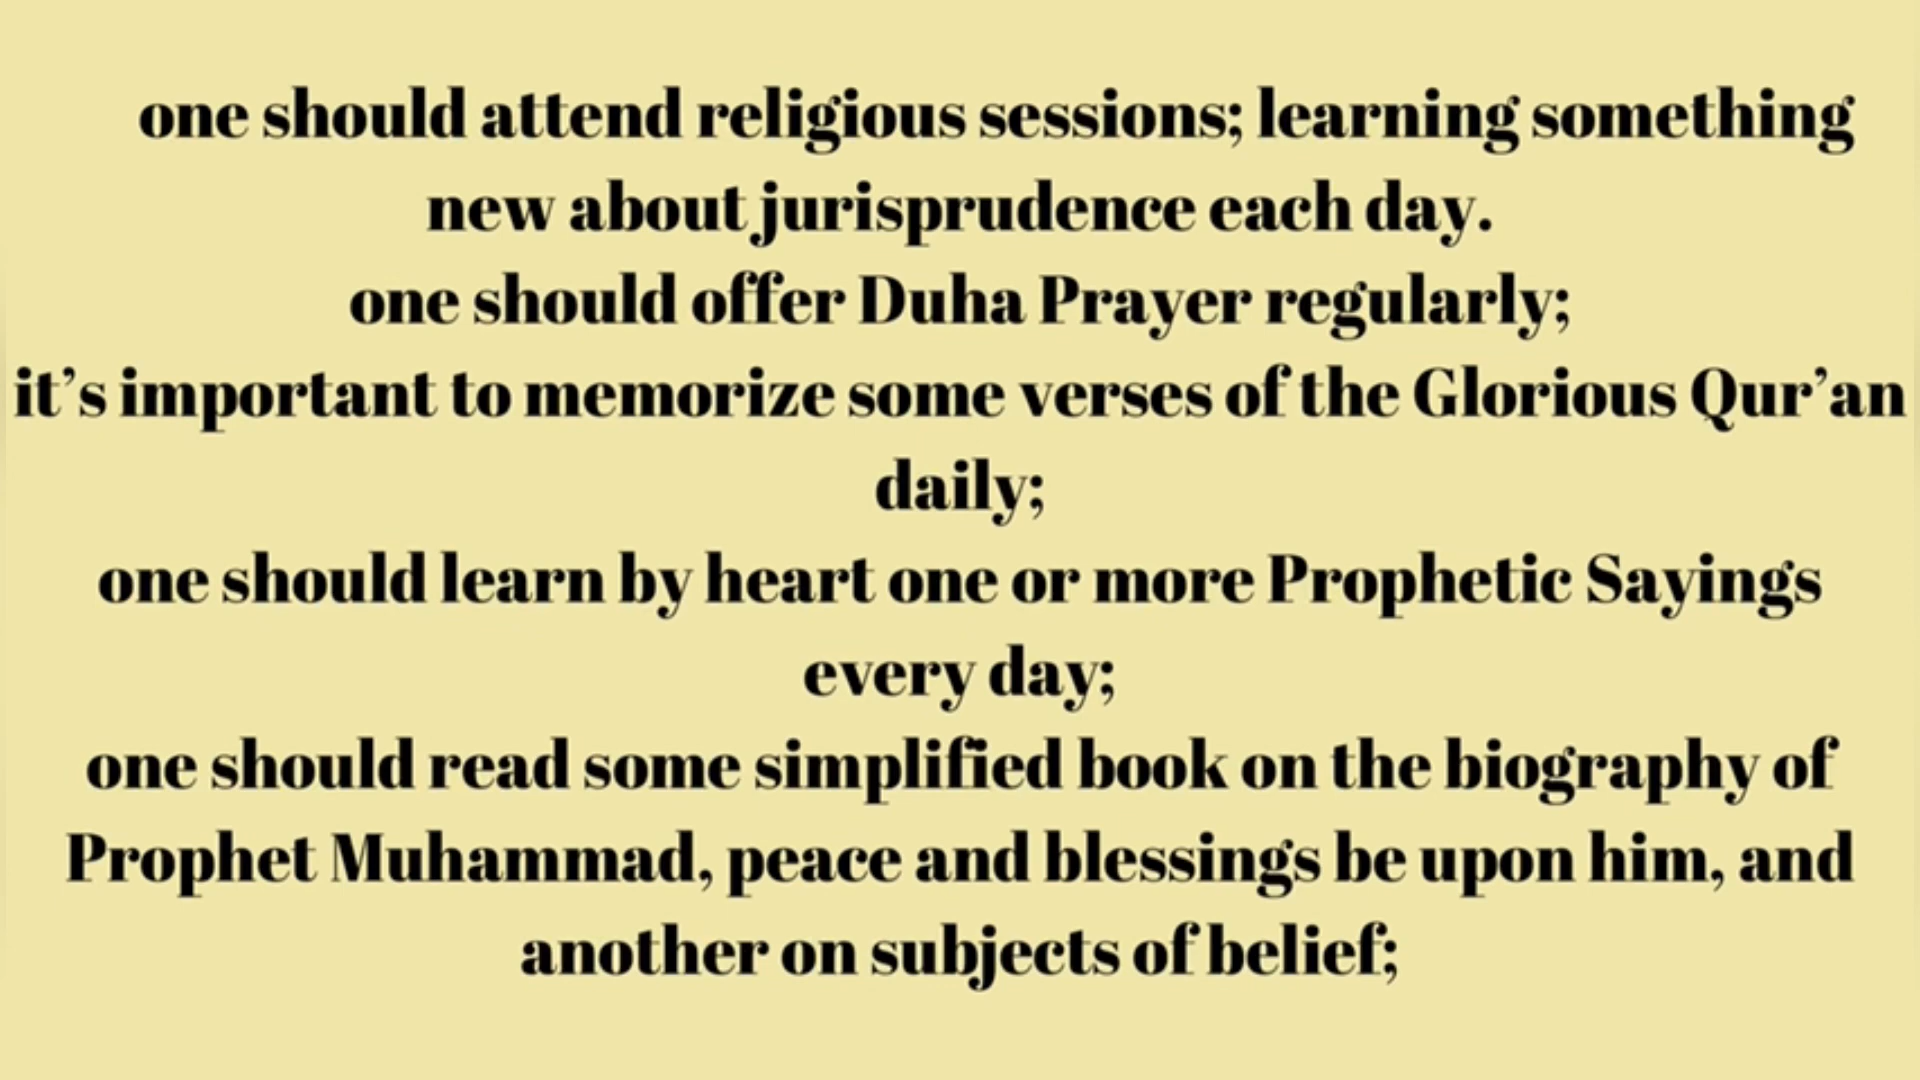 one should attend religious sessions; learning something
new about jurisprudence each day.
one should offer Duha Prayer regularly;
it’s important to memorize some verses of the Glorious Qur’an
daily;
one should learn by heart one or more Prophetic Sayings
every day;
one should read some simplified book on the biography of
Prophet Muhammad, peace and blessings be upon him, and
another on subjects of belief;